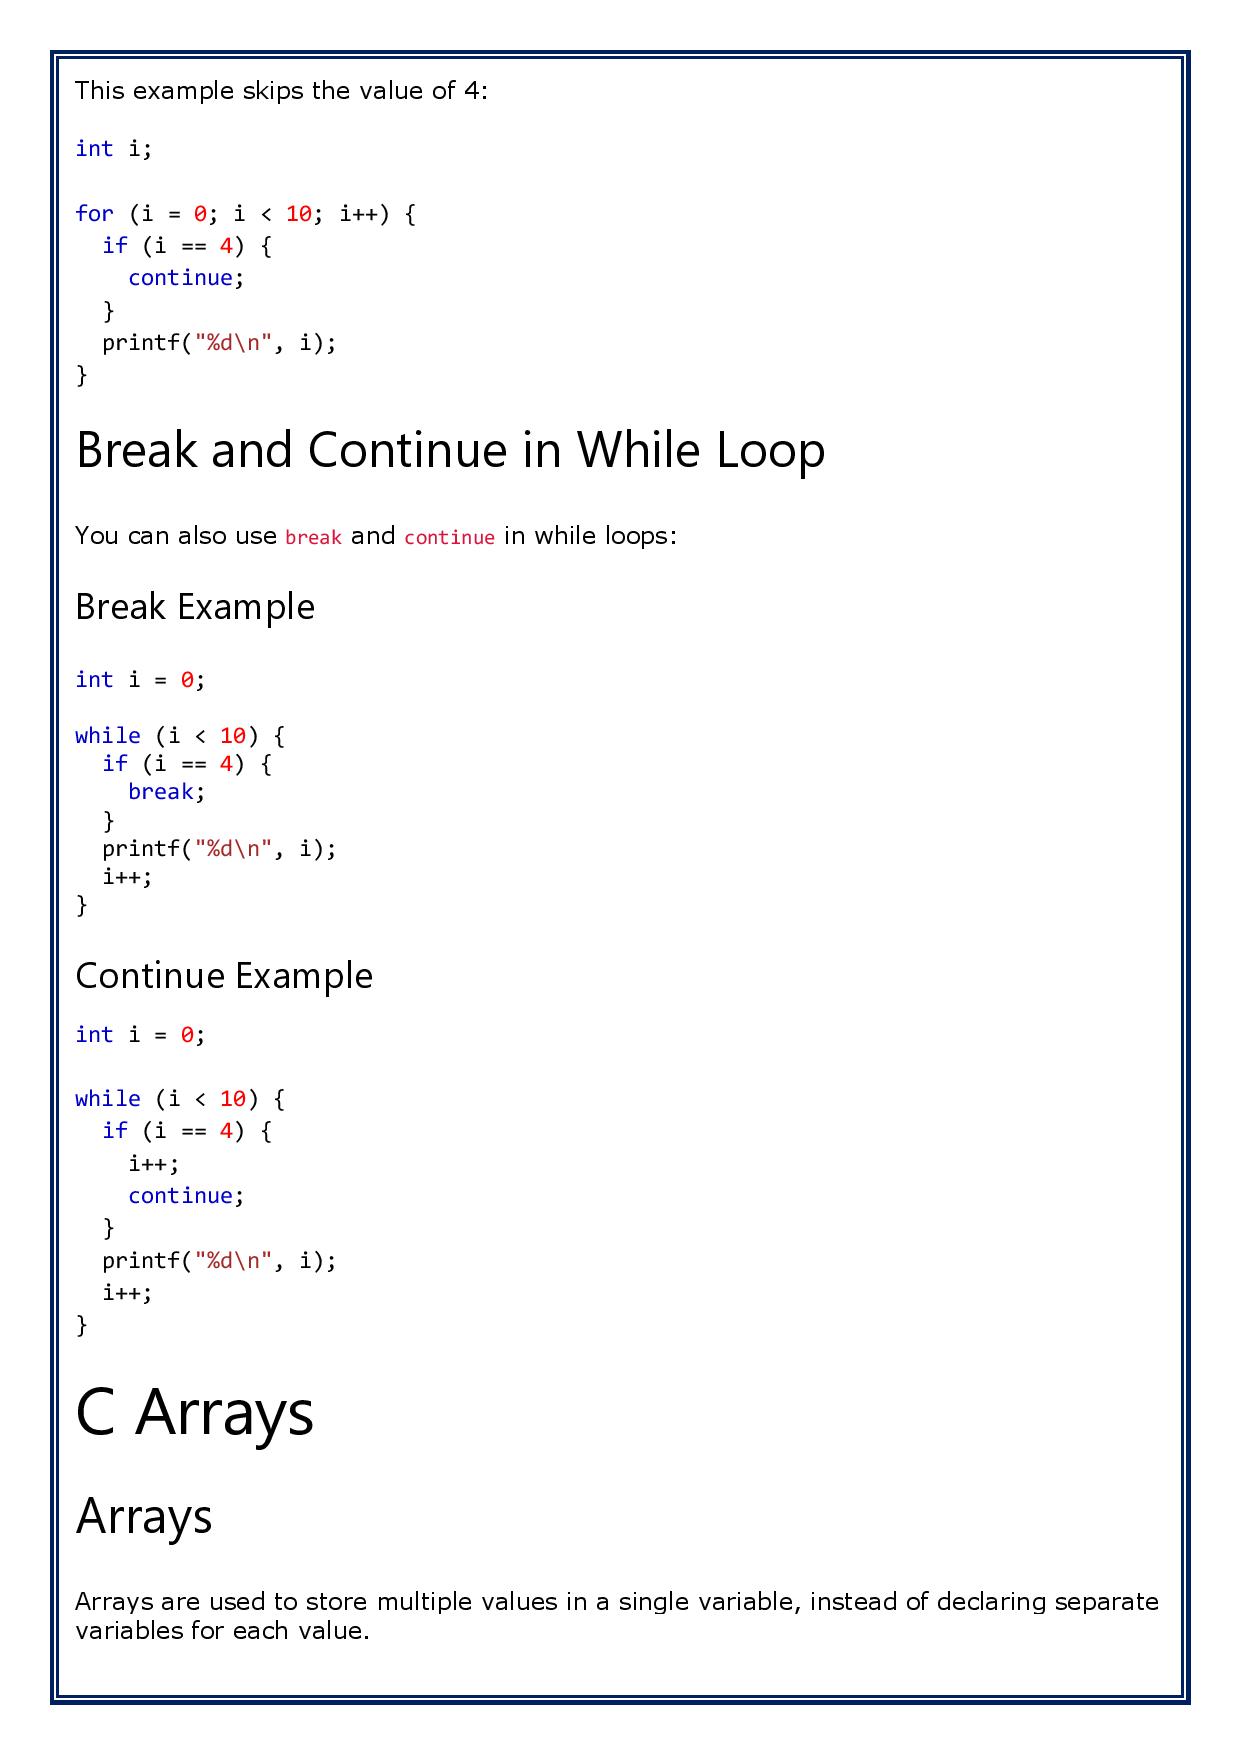 This example skips the value of 4:
int i;
for (i = 0; i < 10; i++) {
  if (i == 4) {
    continue;
  }
  printf("%d\n", i);
}
Break and Continue in While Loop
You can also use break and continue in while loops:
Break Example
int i = 0;
while (i < 10) {
  if (i == 4) {
    break;
  }
  printf("%d\n", i);
  i++;
}
Continue Example
int i = 0;
while (i < 10) {
  if (i == 4) {
    i++;
    continue;
  }
  printf("%d\n", i);
  i++;
}
C Arrays
Arrays
Arrays are used to store multiple values in a single variable, instead of declaring separate
variables for each value.